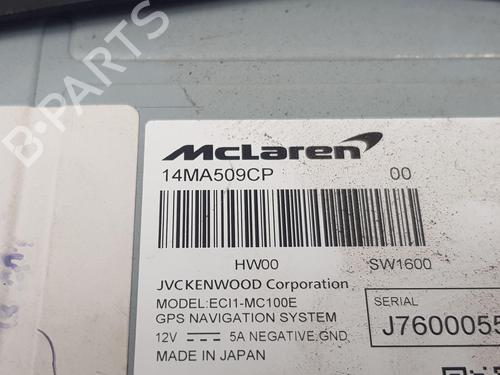 McLaren
14MA509CP 00
HW00 SW1600
JVCKENWOOD Corporation
MODEL:ECI1-MC100E
GPS NAVIGATION SYSTEM
12V 5A NEGATIVE GND
MADE IN JAPAN
SERIAL
J7600055
B-PARTS